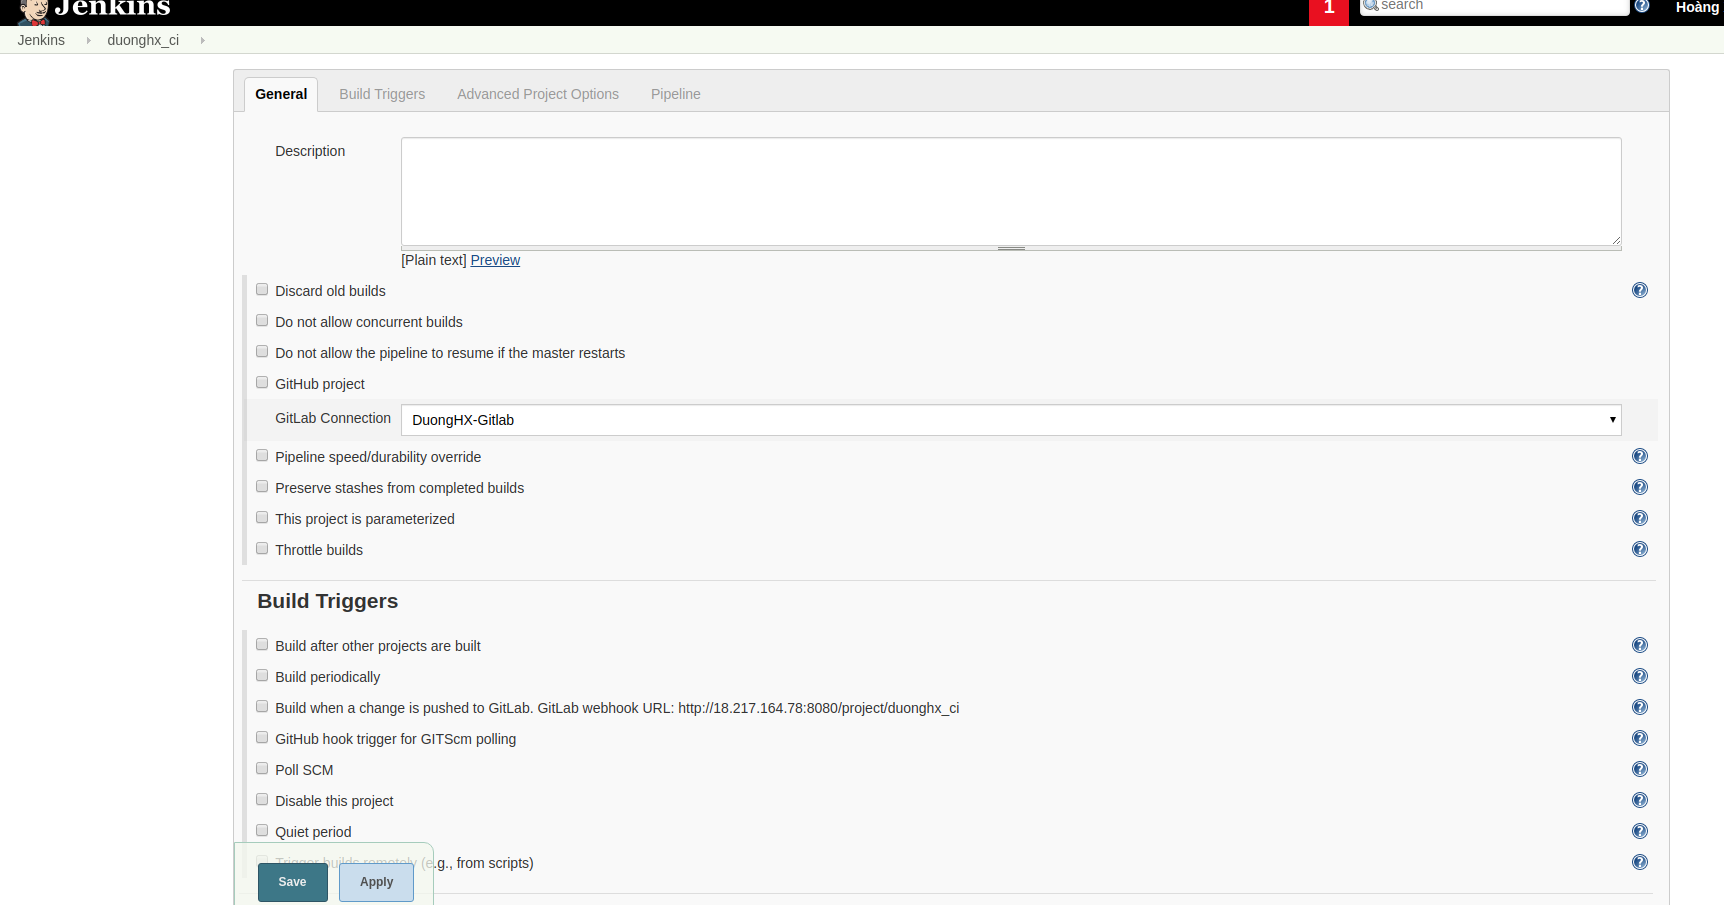 Jenkins
1
search
Hoàng
Jenkins
duonghx_ci
General
Build Triggers
Advanced Project Options
Pipeline
Description
[Plain text] Preview
Discard old builds
Do not allow concurrent builds
Do not allow the pipeline to resume if the master restarts
GitHub project
GitLab Connection
DuongHX-Gitlab
Pipeline speed/durability override
Preserve stashes from completed builds
This project is parameterized
Throttle builds
Build Triggers
Build after other projects are built
Build periodically
Build when a change is pushed to GitLab. GitLab webhook URL: http://18.217.164.78:8080/project/duonghx_ci
GitHub hook trigger for GITScm polling
Poll SCM
Disable this project
Quiet period
Trigger builds remotely (e.g., from scripts)
Save
Apply